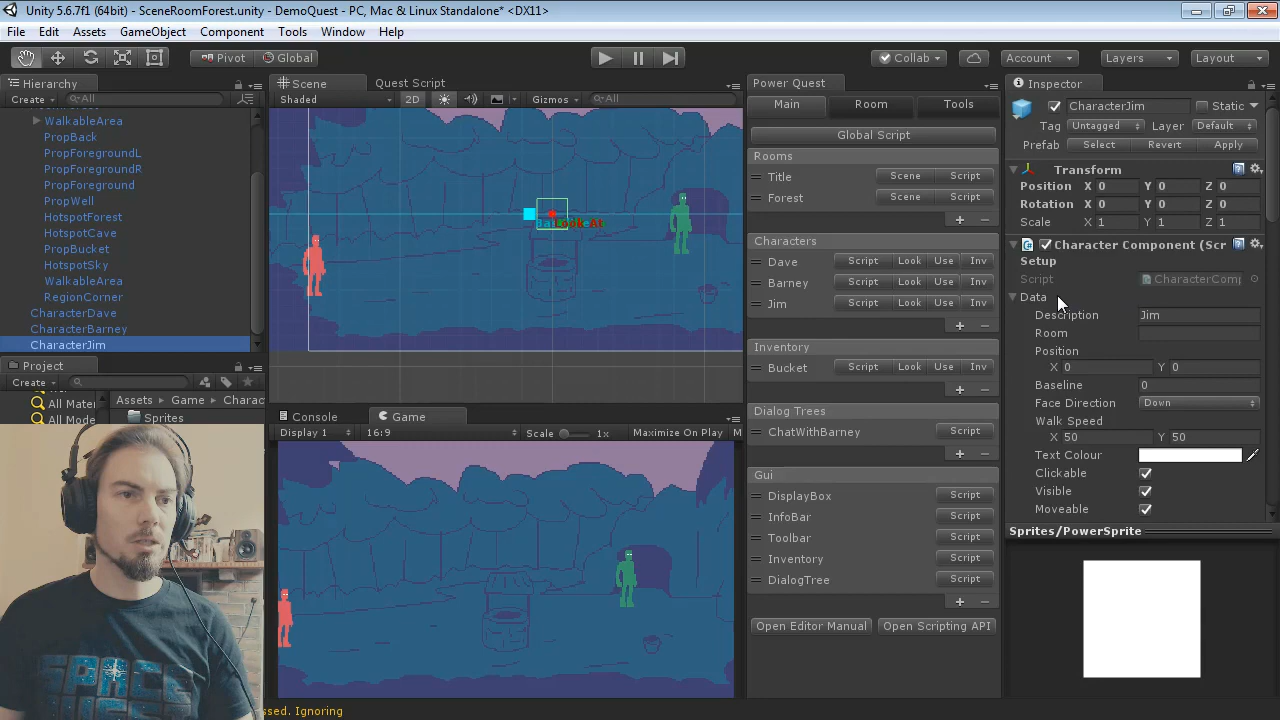 Unity 5.6.7f1 (64bit) - SceneRoomForest.unity - DemoQuest - PC, Mac & Linux Standalone* <DX11>
File Edit Assets GameObject Component Tools Window Help
Pivot Global Collab Account Layers Layout
Hierarchy
Create All
WalkableArea
PropBack
PropForegroundL
PropForegroundR
PropForeground
PropWell
HotspotForest
HotspotCave
PropBucket
HotspotSky
WalkableArea
RegionCorner
CharacterDave
CharacterBarney
CharacterJim
Project
Create
All Mater
All Mode
Assets Game Charac
Sprites
Scene Quest Script
Shaded 2D Gizmos All
Look-At
Console Game
Display 1 16:9 Scale 1x Maximize On Play M
Power Quest
Main Room Tools
Global Script
Rooms
Title Scene Script
Forest Scene Script
Characters
Dave Script Look Use Inv
Barney Script Look Use Inv
Jim Script Look Use Inv
Inventory
Bucket Script Look Use Inv
Dialog Trees
ChatWithBarney Script
Gui
DisplayBox Script
InfoBar Script
Toolbar Script
Inventory Script
DialogTree Script
Open Editor Manual Open Scripting API
Inspector
CharacterJim Static
Tag Untagged Layer Default
Prefab Select Revert Apply
Transform
Position X 0 Y 0 Z 0
Rotation X 0 Y 0 Z 0
Scale X 1 Y 1 Z 1
Character Component (Scr
Setup
Script CharacterComp
Data
Description Jim
Room
Position
X 0 Y 0
Baseline 0
Face Direction Down
Walk Speed
X 50 Y 50
Text Colour
Clickable
Visible
Moveable
Sprites/PowerSprite
SPACE
ssed. Ignoring